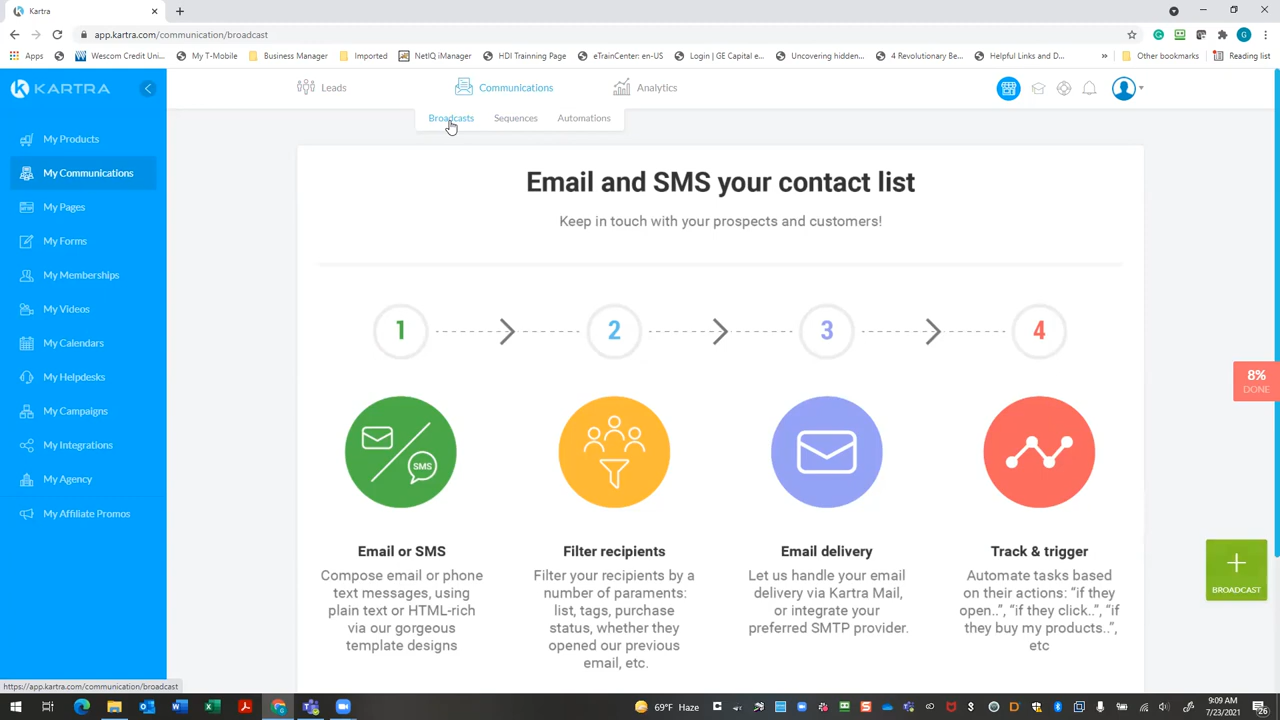 Kartra
app.kartra.com/communication/broadcast
Apps
Wescom Credit Uni...
My T-Mobile
Business Manager
Imported
NetIQ iManager
HDI Trainning Page
eTrainCenter: en-US
Login | GE Capital e...
Uncovering hidden...
4 Revolutionary Be...
Helpful Links and D...
»
Other bookmarks
Reading list
KARTRA
Leads
Communications
Analytics
Broadcasts
Sequences
Automations
My Products
My Communications
My Pages
My Forms
My Memberships
My Videos
My Calendars
My Helpdesks
My Campaigns
My Integrations
My Agency
My Affiliate Promos
Email and SMS your contact list
Keep in touch with your prospects and customers!
1
2
3
4
SMS
8%
DONE
Email or SMS
Compose email or phone
text messages, using
plain text or HTML-rich
via our gorgeous
template designs
Filter recipients
Filter your recipients by a
number of paraments:
list, tags, purchase
status, whether they
opened our previous
email, etc.
Email delivery
Let us handle your email
delivery via Kartra Mail,
or integrate your
preferred SMTP provider.
Track & trigger
Automate tasks based
on their actions: “if they
open..”, “if they click..”, “if
they buy my products..”,
etc
BROADCAST
https://app.kartra.com/communication/broadcast
69°F Haze
9:09 AM
7/23/2021